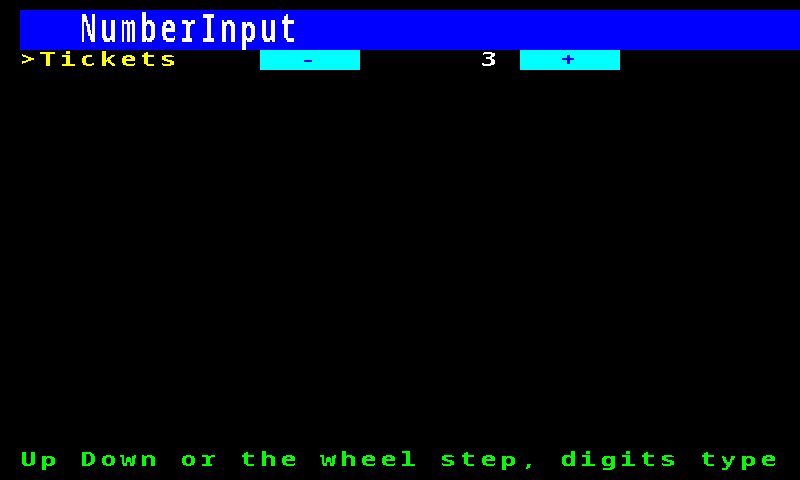 NumberInput
>Tickets - 3 +
Up Down or the wheel step, digits type